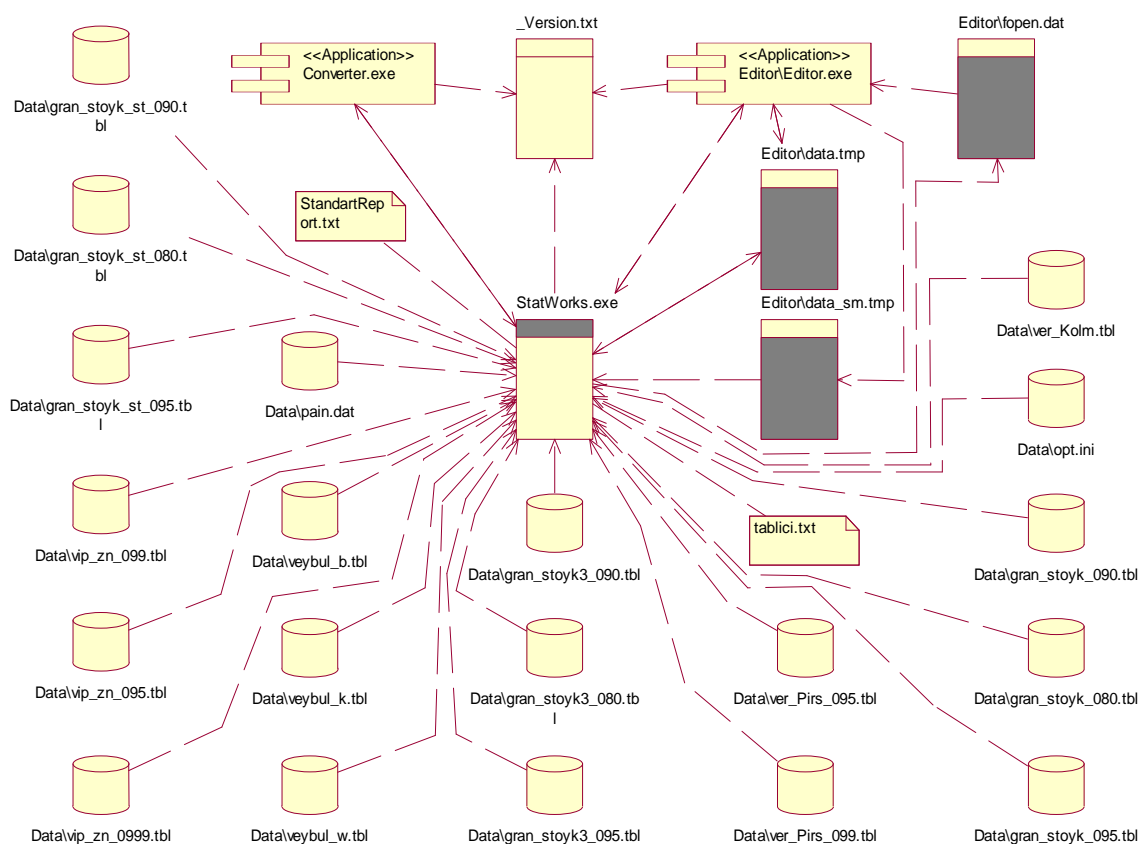 _Version.txt
Editor\fopen.dat
<<Application>>
Converter.exe
<<Application>>
Editor\Editor.exe
Data\gran_stoyk_st_090.t
bl
Editor\data.tmp
StandartRep
ort.txt
Data\gran_stoyk_st_080.t
bl
StatWorks.exe
Editor\data_sm.tmp
Data\ver_Kolm.tbl
Data\gran_stoyk_st_095.tb
l
Data\pain.dat
Data\opt.ini
tablici.txt
Data\vip_zn_099.tbl
Data\veybul_b.tbl
Data\gran_stoyk3_090.tbl
Data\gran_stoyk_090.tbl
Data\vip_zn_095.tbl
Data\veybul_k.tbl
Data\gran_stoyk3_080.tb
l
Data\ver_Pirs_095.tbl
Data\gran_stoyk_080.tbl
Data\vip_zn_0999.tbl
Data\veybul_w.tbl
Data\gran_stoyk3_095.tbl
Data\ver_Pirs_099.tbl
Data\gran_stoyk_095.tbl